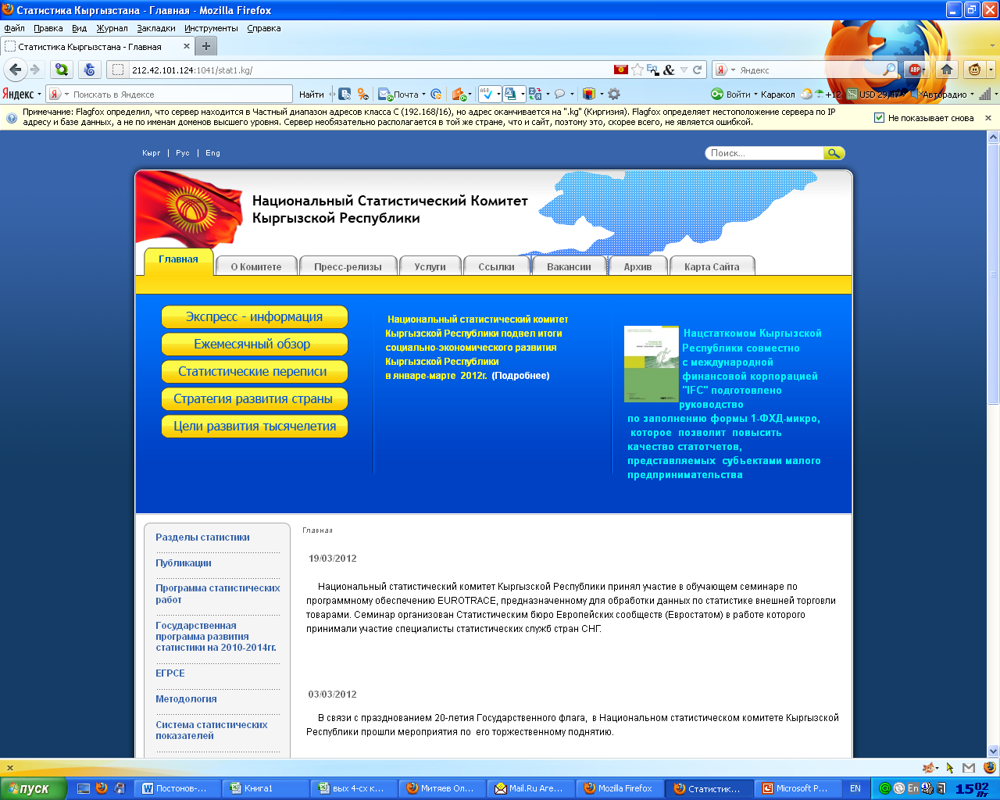 Статистика Кыргызстана - Главная - Mozilla Firefox
Файл Правка Вид Журнал Закладки Инструменты Справка
Статистика Кыргызстана - Главная
212.42.101.124:1041/stat1.kg/
Яндекс
Яндекс Поискать в Яндексе Найти Почта Войти Каракол +12 USD 29,47 Авторадио
Примечание: Flagfox определил, что сервер находится в Частный диапазон адресов класса C (192.168/16), но адрес оканчивается на ".kg" (Киргизия). Flagfox определяет местоположение сервера по IP
адресу и базе данных, а не по именам доменов высшего уровня. Сервер необязательно располагается в той же стране, что и сайт, поэтому это, скорее всего, не является ошибкой.
Не показывает снова
Кырг | Рус | Eng
Поиск...
Национальный Статистический Комитет
Кыргызской Республики
Главная О Комитете Пресс-релизы Услуги Ссылки Вакансии Архив Карта Сайта
Экспресс - информация
Ежемесячный обзор
Статистические переписи
Стратегия развития страны
Цели развития тысячелетия
Национальный статистический комитет
Кыргызской Республики подвел итоги
социально-экономического развития
Кыргызской Республики
в январе-марте 2012г. (Подробнее)
Нацстаткомом Кыргызской
Республики совместно
с международной
финансовой корпорацией
"IFC" подготовлено
руководство
по заполнению формы 1-ФХД-микро,
которое позволит повысить
качество статотчетов,
представляемых субъектами малого
предпринимательства
Разделы статистики
Публикации
Программа статистических
работ
Государственная
программа развития
статистики на 2010-2014гг.
ЕГРСЕ
Методология
Система статистических
показателей
Главная
19/03/2012
Национальный статистический комитет Кыргызской Республики принял участие в обучающем семинаре по
программному обеспечению EUROTRACE, предназначенному для обработки данных по статистике внешней торговли
товарами. Семинар организован Статистическим бюро Европейских сообществ (Евростатом) в работе которого
принимали участие специалисты статистических служб стран СНГ.
03/03/2012
В связи с празднованием 20-летия Государственного флага, в Национальном статистическом комитете Кыргызской
Республики прошли мероприятия по его торжественному поднятию.
пуск Постонов-... Книга1 вых 4-сх к... Митяев Ол... Mail.Ru Аге... Mozilla Firefox Статистик... Microsoft P... EN En 15:02
Пт